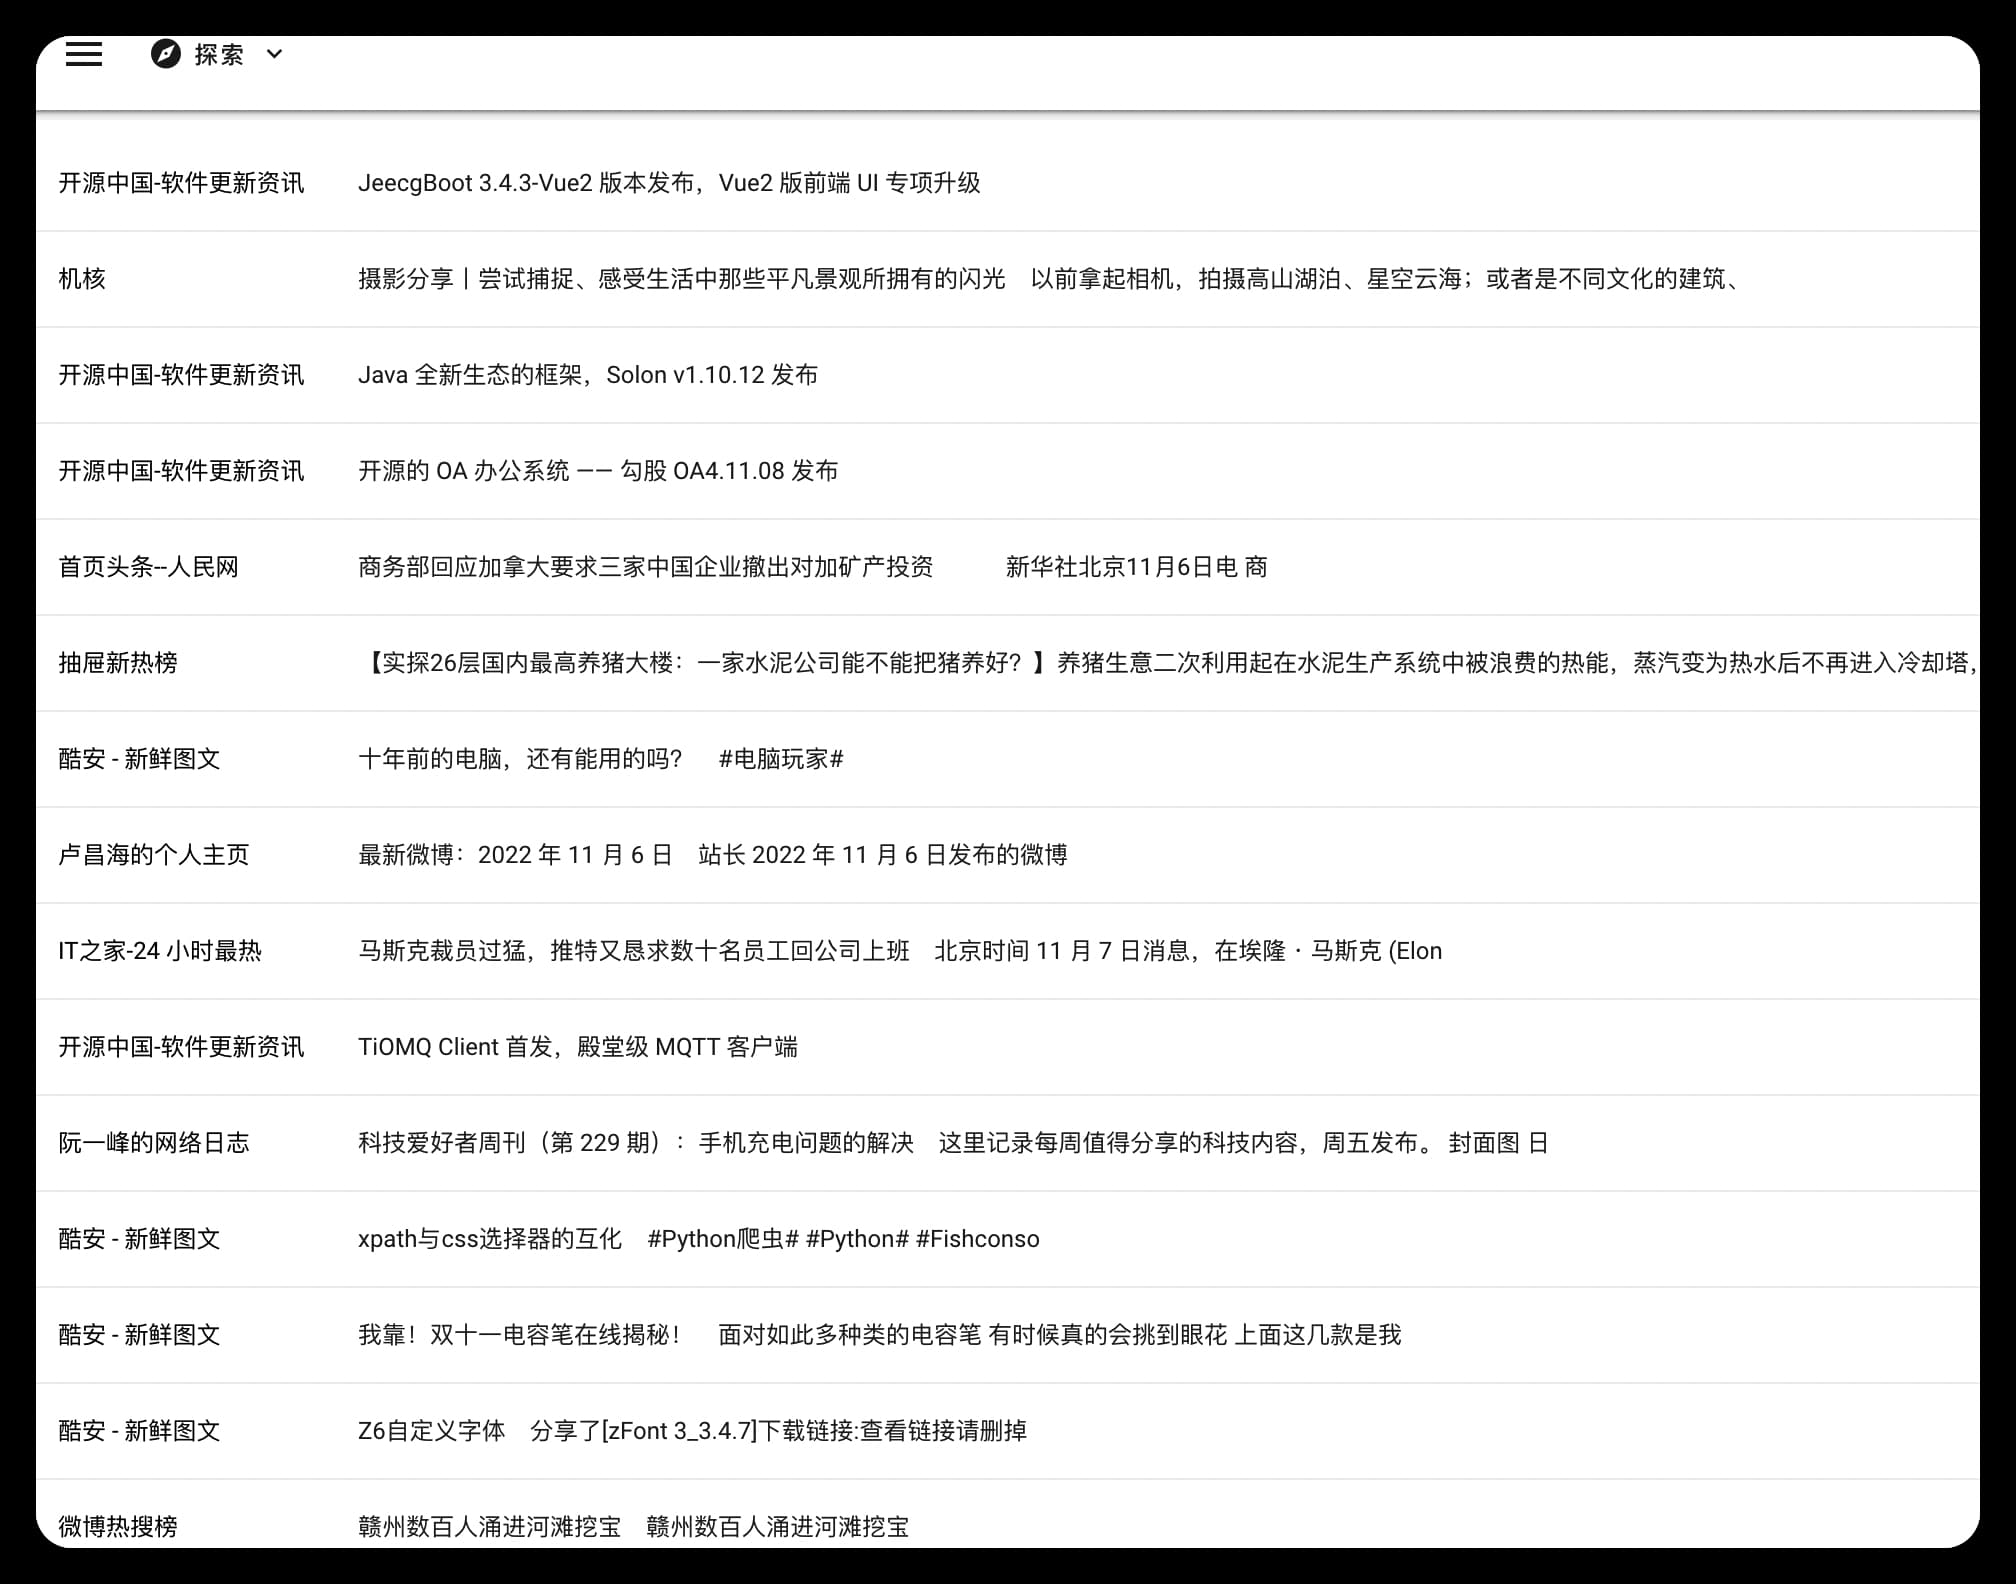 探索
开源中国-软件更新资讯 JeecgBoot 3.4.3-Vue2 版本发布，Vue2 版前端 UI 专项升级
机核 摄影分享丨尝试捕捉、感受生活中那些平凡景观所拥有的闪光 以前拿起相机，拍摄高山湖泊、星空云海；或者是不同文化的建筑、
开源中国-软件更新资讯 Java 全新生态的框架，Solon v1.10.12 发布
开源中国-软件更新资讯 开源的 OA 办公系统 —— 勾股 OA4.11.08 发布
首页头条--人民网 商务部回应加拿大要求三家中国企业撤出对加矿产投资 新华社北京11月6日电 商
抽屉新热榜 【实探26层国内最高养猪大楼：一家水泥公司能不能把猪养好？】养猪生意二次利用起在水泥生产系统中被浪费的热能，蒸汽变为热水后不再进入冷却塔，
酷安 - 新鲜图文 十年前的电脑，还有能用的吗? #电脑玩家#
卢昌海的个人主页 最新微博：2022 年 11 月 6 日 站长 2022 年 11 月 6 日发布的微博
IT之家-24 小时最热 马斯克裁员过猛，推特又恳求数十名员工回公司上班 北京时间 11 月 7 日消息，在埃隆 · 马斯克 (Elon
开源中国-软件更新资讯 TiOMQ Client 首发，殿堂级 MQTT 客户端
阮一峰的网络日志 科技爱好者周刊（第 229 期）：手机充电问题的解决 这里记录每周值得分享的科技内容，周五发布。 封面图 日
酷安 - 新鲜图文 xpath与css选择器的互化 #Python爬虫# #Python# #Fishconso
酷安 - 新鲜图文 我靠！双十一电容笔在线揭秘！ 面对如此多种类的电容笔 有时候真的会挑到眼花 上面这几款是我
酷安 - 新鲜图文 Z6自定义字体 分享了[zFont 3_3.4.7]下载链接:查看链接请删掉
微博热搜榜 赣州数百人涌进河滩挖宝 赣州数百人涌进河滩挖宝